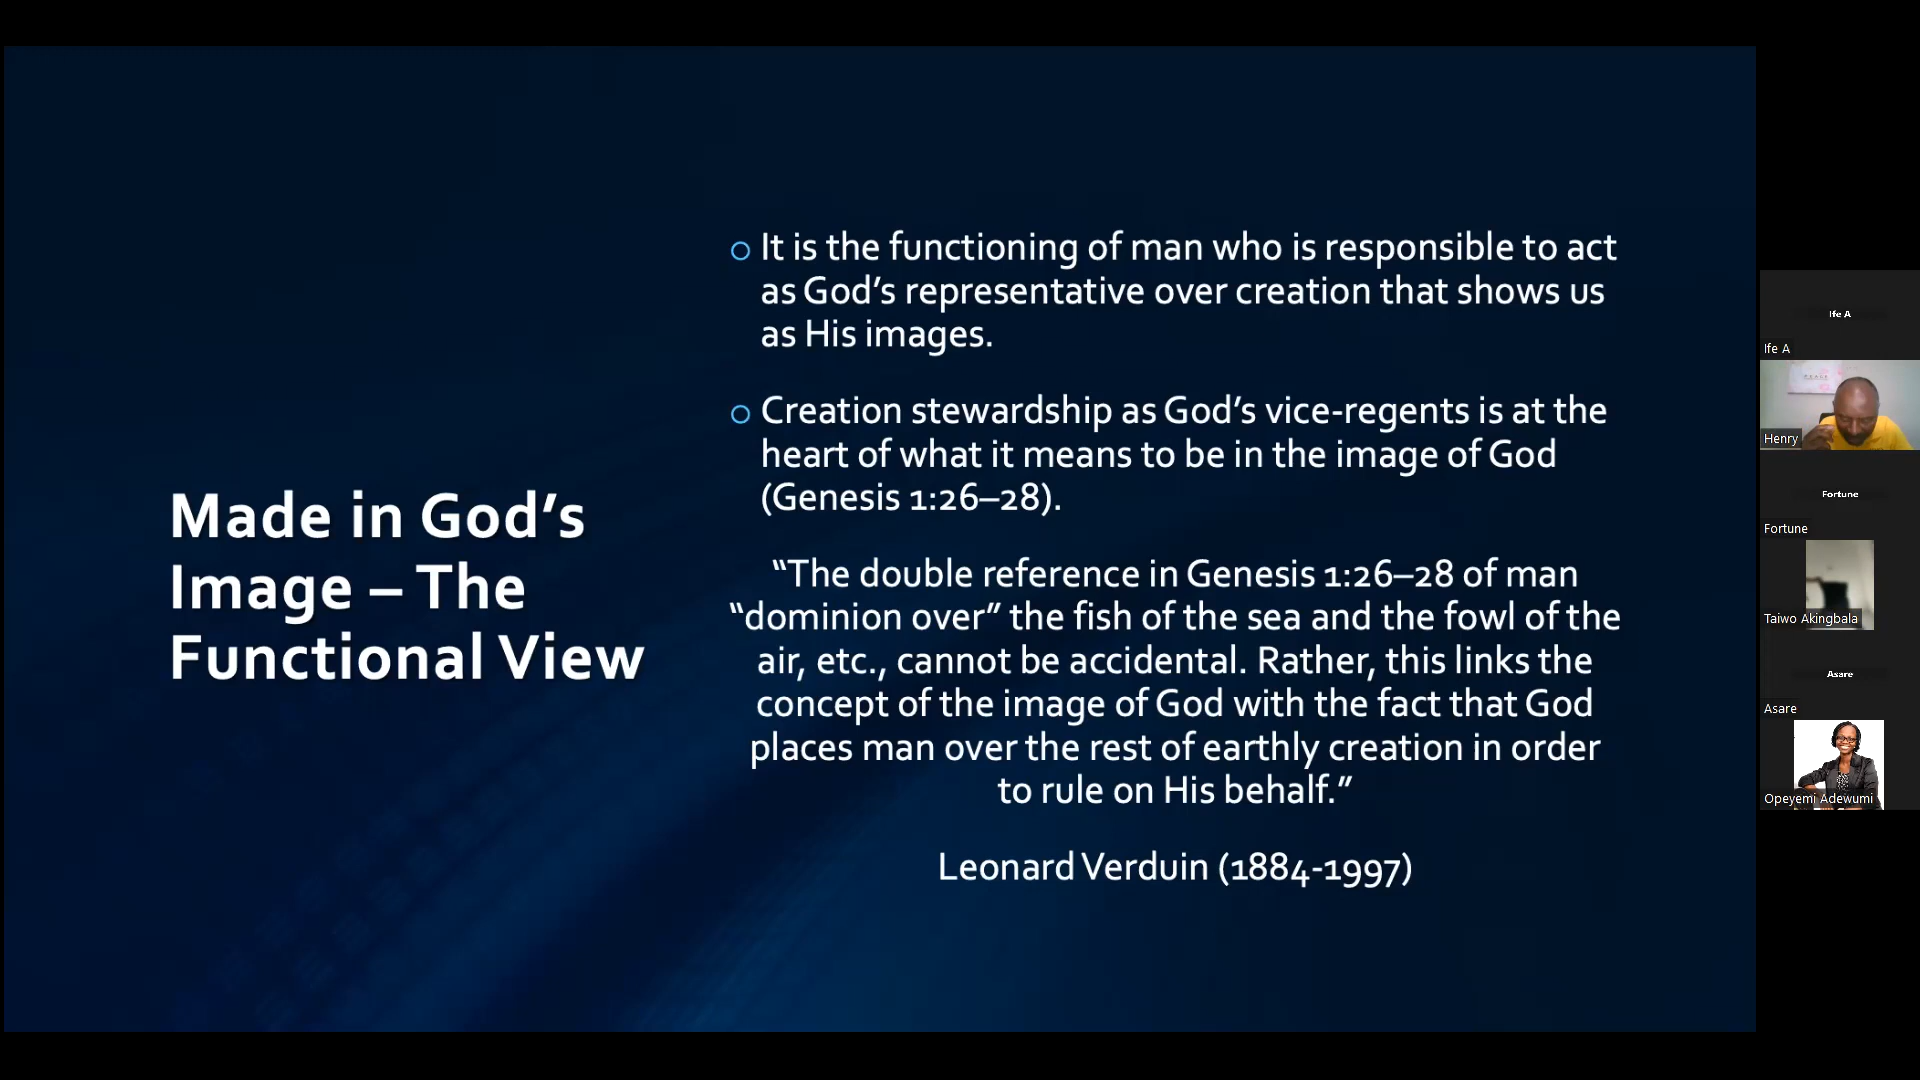 Made in God’s
Image – The
Functional View
It is the functioning of man who is responsible to act
as God’s representative over creation that shows us
as His images.
Creation stewardship as God’s vice-regents is at the
heart of what it means to be in the image of God
(Genesis 1:26–28).
“The double reference in Genesis 1:26–28 of man
“dominion over” the fish of the sea and the fowl of the
air, etc., cannot be accidental. Rather, this links the
concept of the image of God with the fact that God
places man over the rest of earthly creation in order
to rule on His behalf.”
Leonard Verduin (1884-1997)
Ife A
Ife A
Henry
Fortune
Fortune
Taiwo Akingbala
Asare
Asare
Opeyemi Adewumi